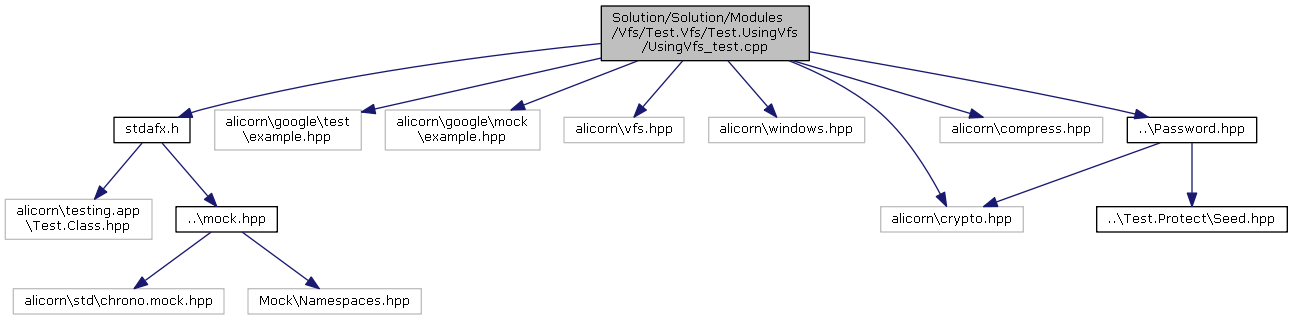 Solution/Solution/Modules
/Vfs/Test.Vfs/Test.UsingVfs
/UsingVfs_test.cpp
stdafx.h
alicorn\google\test
\example.hpp
alicorn\google\mock
\example.hpp
alicorn\vfs.hpp
alicorn\windows.hpp
alicorn\compress.hpp
..\Password.hpp
alicorn\testing.app
\Test.Class.hpp
..\mock.hpp
alicorn\crypto.hpp
..\Test.Protect\Seed.hpp
alicorn\std\chrono.mock.hpp
Mock\Namespaces.hpp